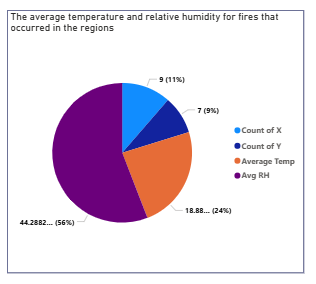 The average temperature and relative humidity for fires that
occurred in the regions
9 (11%)
7 (9%)
18.88... (24%)
44.2882... (56%)
Count of X
Count of Y
Average Temp
Avg RH